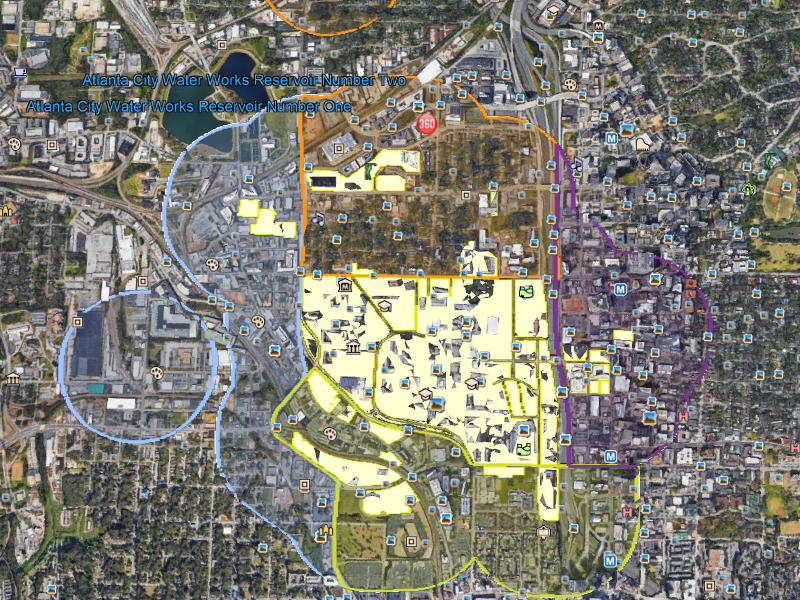 Atlanta City Water Works Reservoir Number Two
Atlanta City Water Works Reservoir Number One
360
M
M
M
H
H
M
H
M